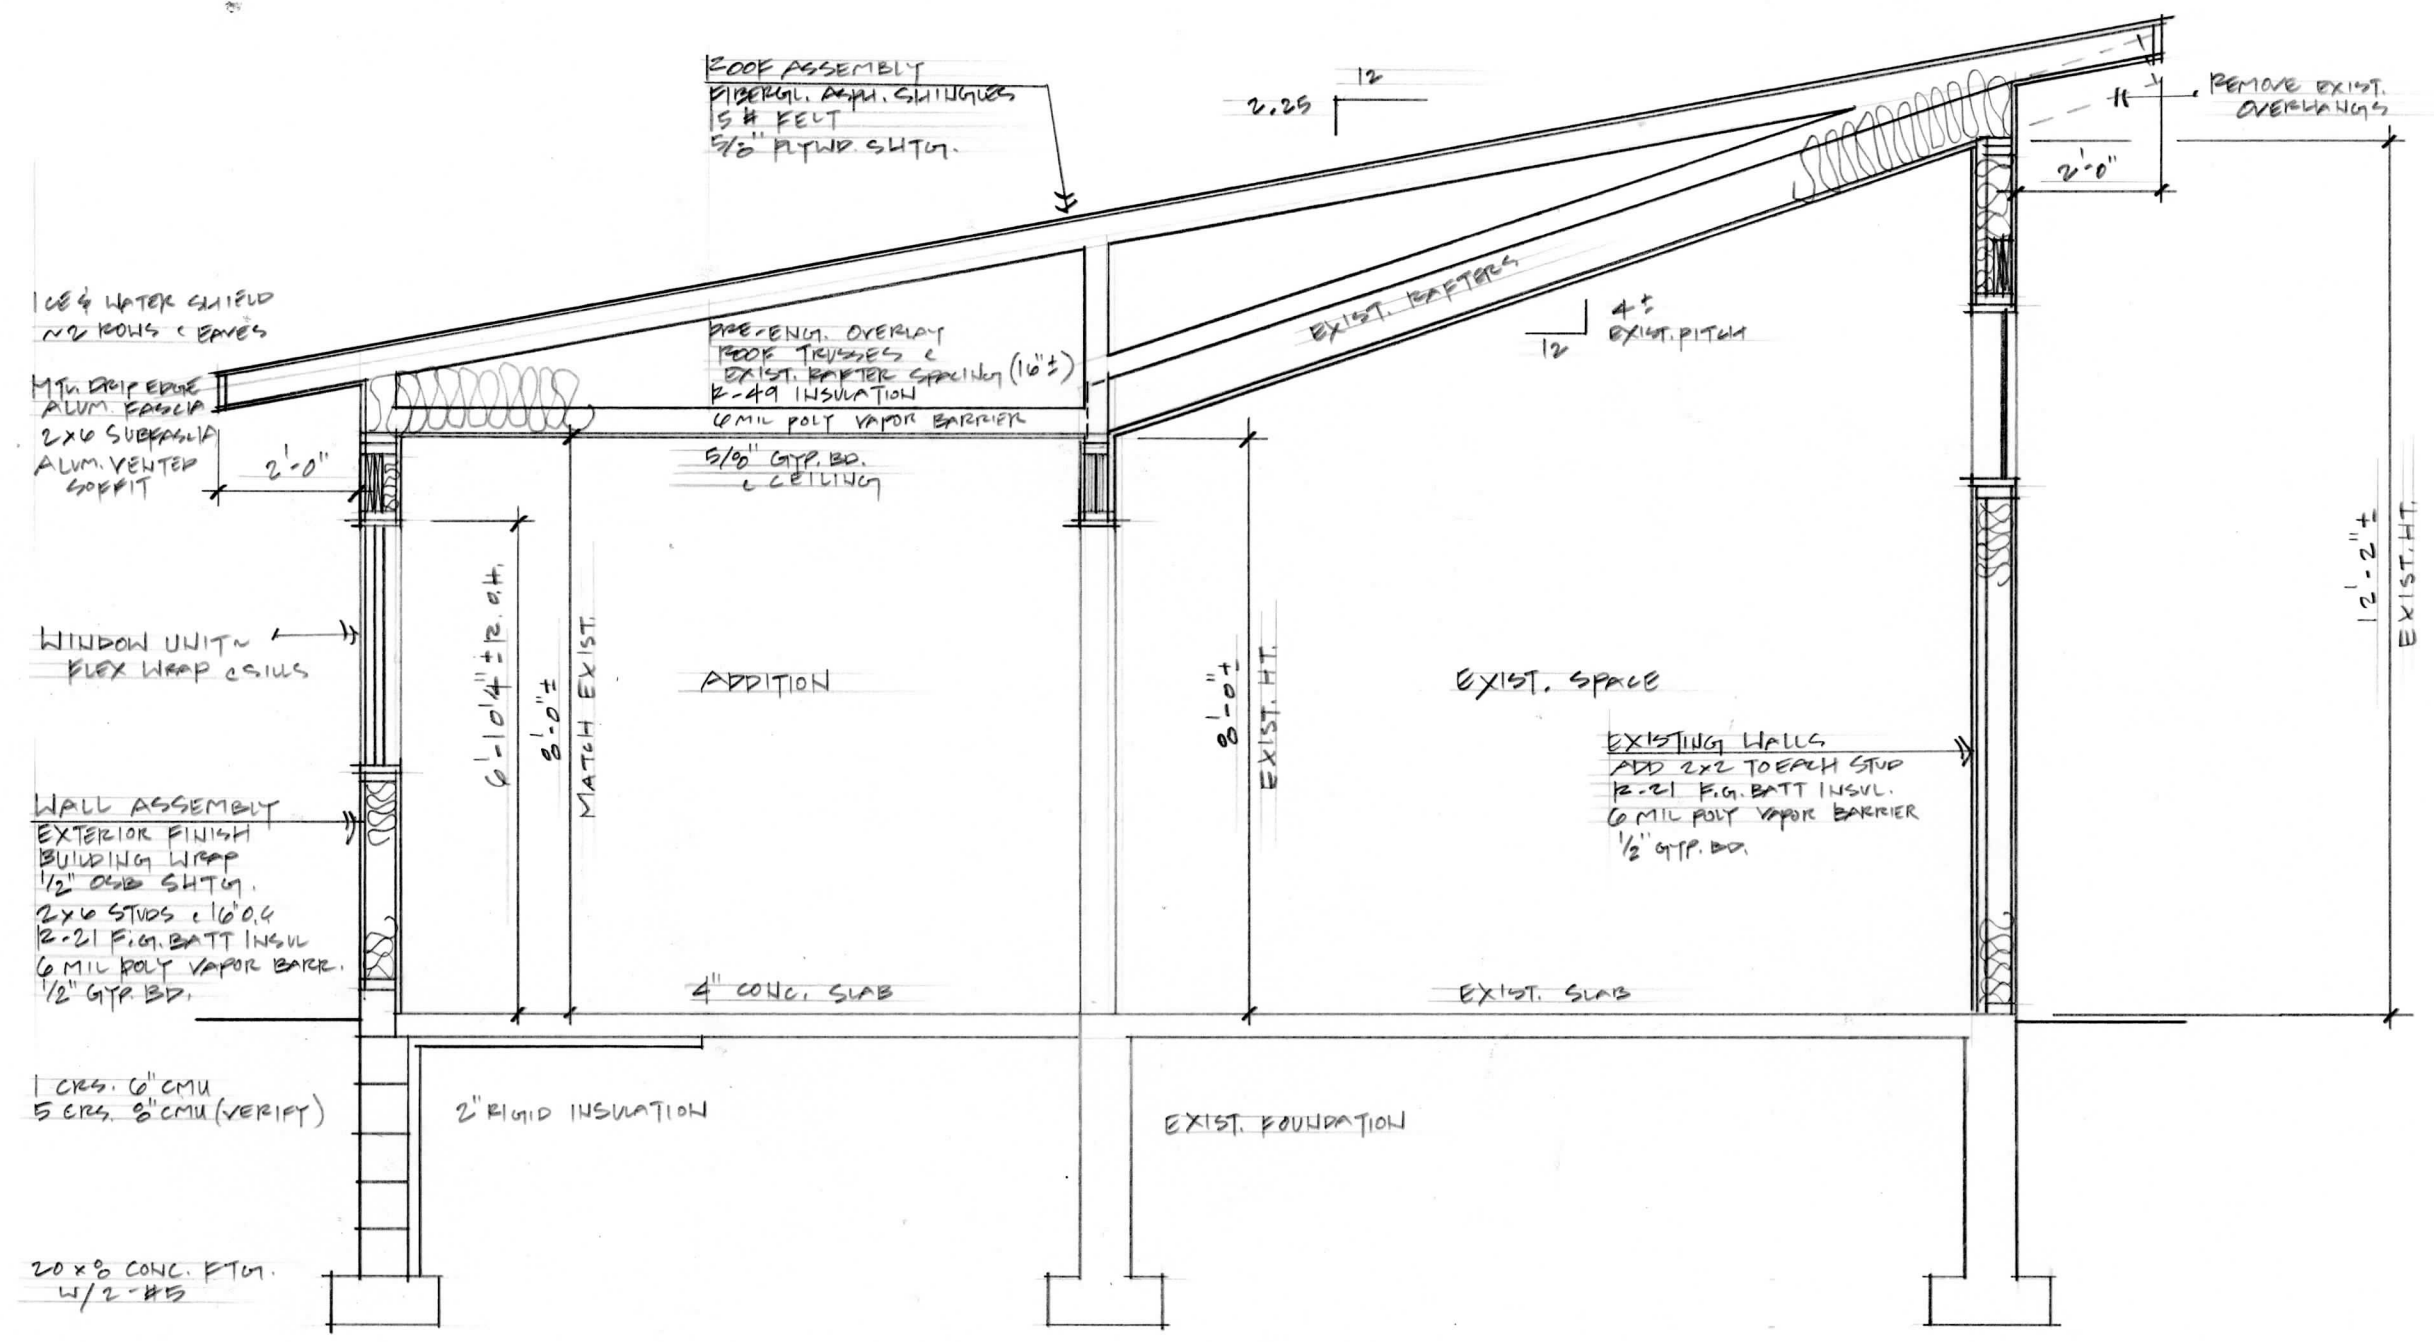 ROOF ASSEMBLY
FIBERGL. ASPH. SHINGLES
15 # FELT
5/8" PLYWD. SHTG.
12
2.25
REMOVE EXIST.
OVERHANGS
2'-0"
ICE & WATER SHIELD
~2 ROWS @ EAVES
MTL. DRIP EDGE
ALUM. FASCIA
2x6 SUBFASCIA
ALUM. VENTED
SOFFIT
2'-0"
PRE-ENG. OVERLAY
ROOF TRUSSES @
EXIST. RAFTER SPACING (16"±)
R-49 INSULATION
6 MIL POLY VAPOR BARRIER
5/8" GYP. BD.
@ CEILING
EXIST. RAFTERS
4±
EXIST. PITCH
12
12'-2"±
EXIST. HT.
WINDOW UNIT~
FLEX WRAP @ SILLS
6'-10 1/4"± R.O.H.
8'-0"±
MATCH EXIST.
ADDITION
8'-0"±
EXIST. HT.
EXIST. SPACE
EXISTING WALLS
ADD 2x2 TO EACH STUD
R-21 F.G. BATT INSUL.
6 MIL POLY VAPOR BARRIER
1/2" GYP. BD.
WALL ASSEMBLY
EXTERIOR FINISH
BUILDING WRAP
1/2" OSB SHTG.
2x6 STUDS @ 16" O.C
R-21 F.G. BATT INSUL
6 MIL POLY VAPOR BARR.
1/2" GYP. BD.
4" CONC. SLAB
EXIST. SLAB
1 CRS. 6" CMU
5 CRS. 8" CMU (VERIFY)
2" RIGID INSULATION
EXIST. FOUNDATION
20 x 8 CONC. FTG.
W/2-#5